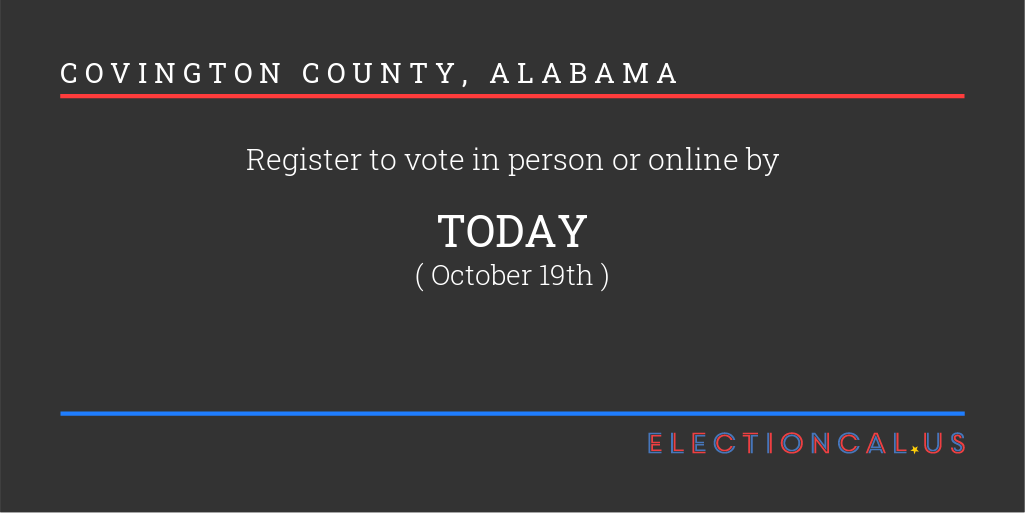 COVINGTON COUNTY, ALABAMA
Register to vote in person or online by
TODAY
( October 19th )
ELECTIONCAL.US